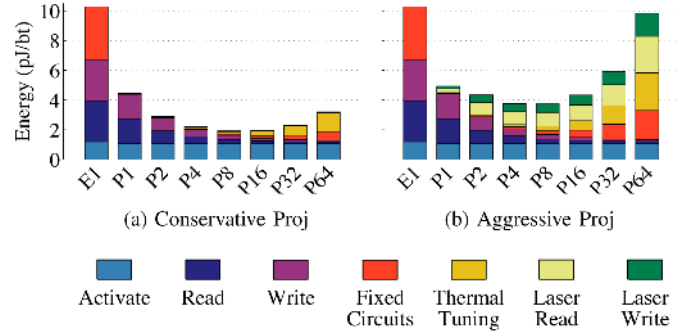 Energy (pJ/bt)
10
8
6
4
2
0
E1 P1 P2 P4 P8 P16 P32 P64
E1 P1 P2 P4 P8 P16 P32 P64
(a) Conservative Proj
(b) Aggressive Proj
Activate Read Write Fixed Thermal Laser Laser
Circuits Tuning Read Write